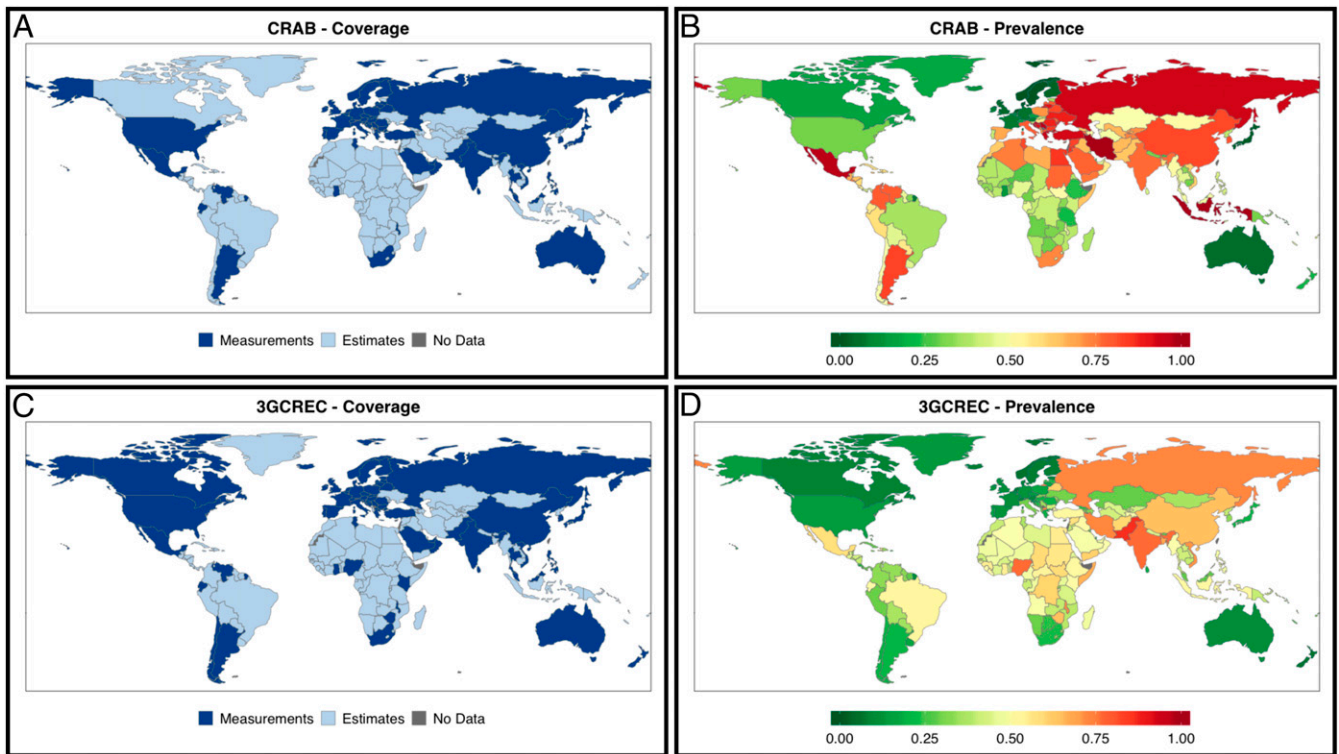 A
CRAB - Coverage
Measurements Estimates No Data
B
CRAB - Prevalence
0.00 0.25 0.50 0.75 1.00
C
3GCREC - Coverage
Measurements Estimates No Data
D
3GCREC - Prevalence
0.00 0.25 0.50 0.75 1.00